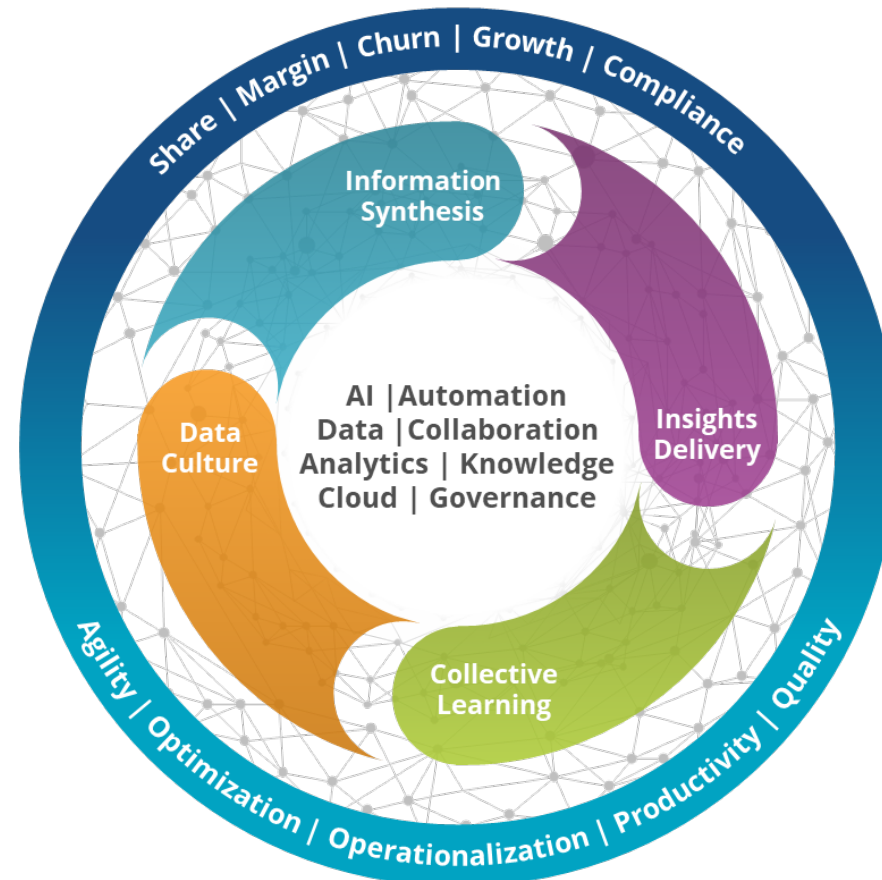 Share | Margin | Churn | Growth | Compliance
Information
Synthesis
Insights
Delivery
AI |Automation
Data |Collaboration
Analytics | Knowledge
Cloud | Governance
Data
Culture
Collective
Learning
Agility | Optimization | Operationalization | Productivity | Quality